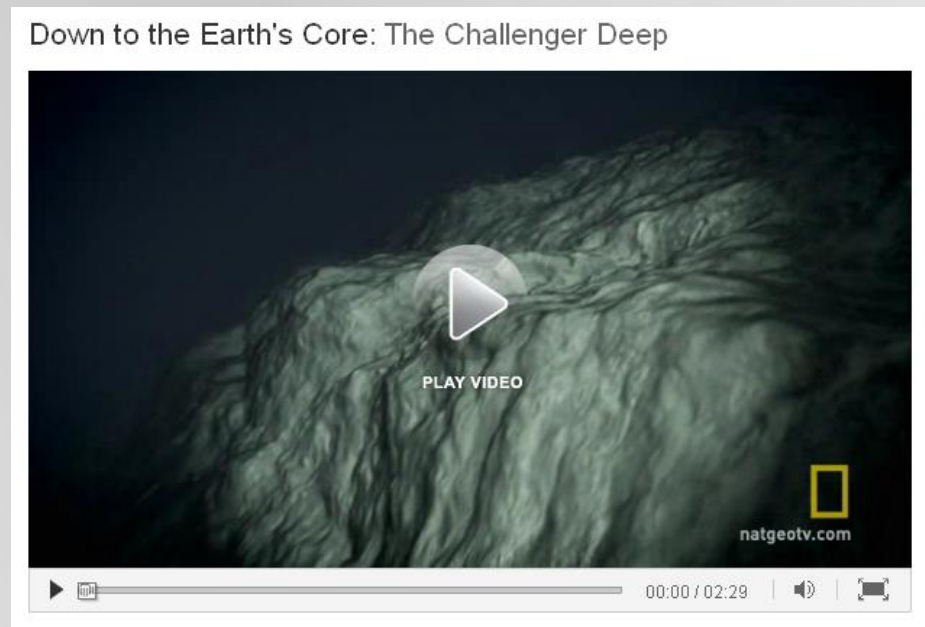 Down to the Earth's Core: The Challenger Deep
PLAY VIDEO
natgeotv.com
00:00 / 02:29